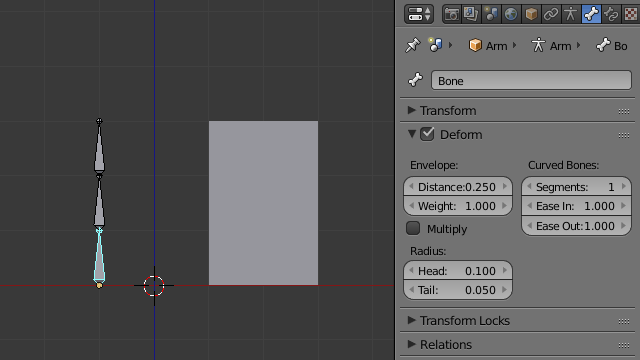 Arm
Arm
Bo
Bone
Transform
Deform
Envelope:
Curved Bones:
Distance:0.250
Segments: 1
Weight: 1.000
Ease In: 1.000
Multiply
Ease Out:1.000
Radius:
Head: 0.100
Tail: 0.050
Transform Locks
Relations